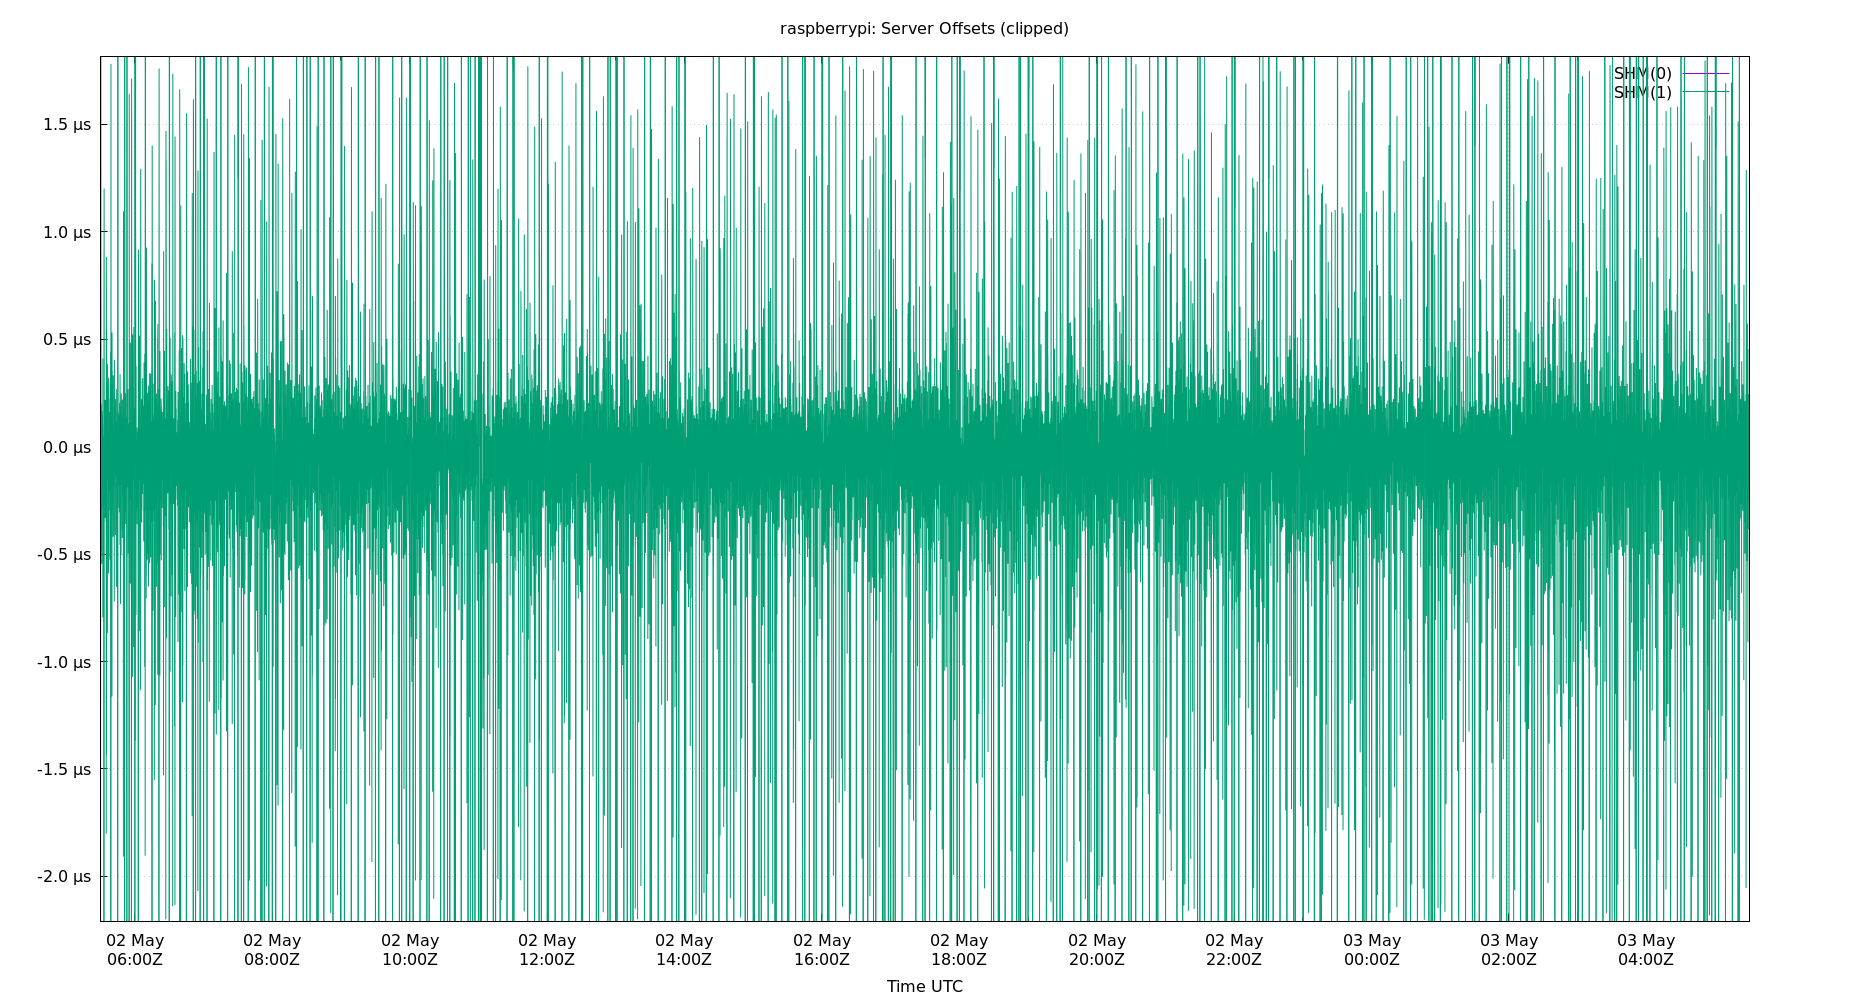 raspberrypi: Server Offsets (clipped)
SHM(0)
SHM(1)
1.5 µs
1.0 µs
0.5 µs
0.0 µs
-0.5 µs
-1.0 µs
-1.5 µs
-2.0 µs
02 May 02 May 02 May 02 May 02 May 02 May 02 May 02 May 02 May 03 May 03 May 03 May
06:00Z 08:00Z 10:00Z 12:00Z 14:00Z 16:00Z 18:00Z 20:00Z 22:00Z 00:00Z 02:00Z 04:00Z
Time UTC